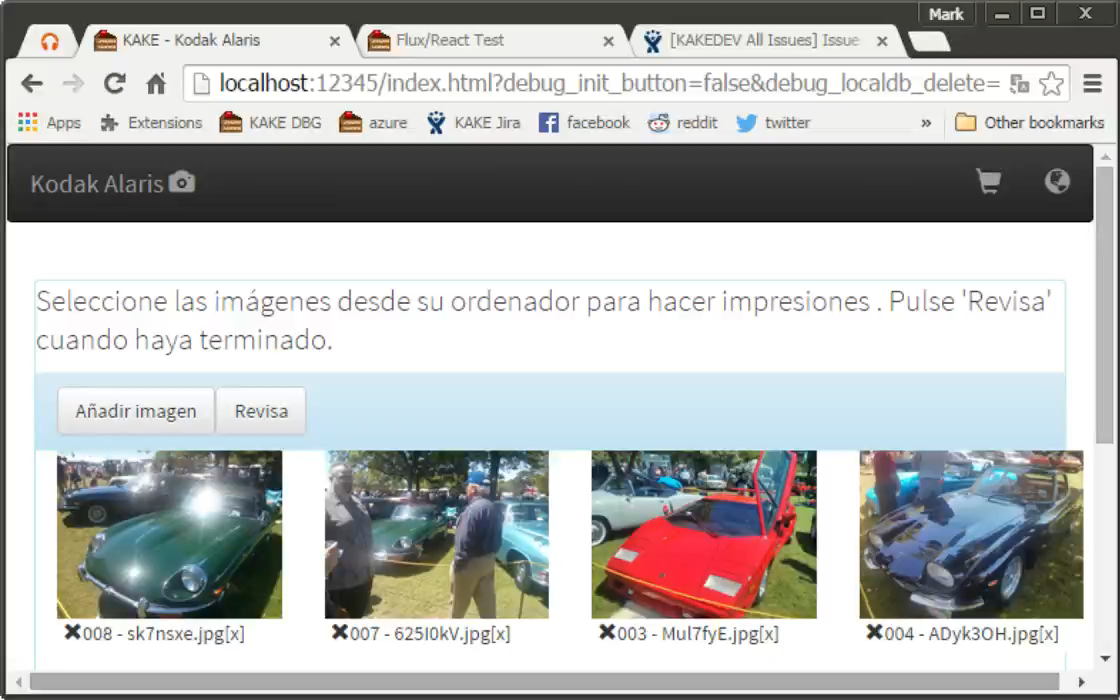 Mark
KAKE - Kodak Alaris
Flux/React Test
[KAKEDEV All Issues] Issue
localhost:12345/index.html?debug_init_button=false&debug_localdb_delete=
Apps Extensions KAKE DBG azure KAKE Jira facebook reddit twitter » Other bookmarks
Kodak Alaris
Seleccione las imágenes desde su ordenador para hacer impresiones . Pulse 'Revisa'
cuando haya terminado.
Añadir imagen Revisa
008 - sk7nsxe.jpg[x] 007 - 625I0kV.jpg[x] 003 - Mul7fyE.jpg[x] 004 - ADyk3OH.jpg[x]